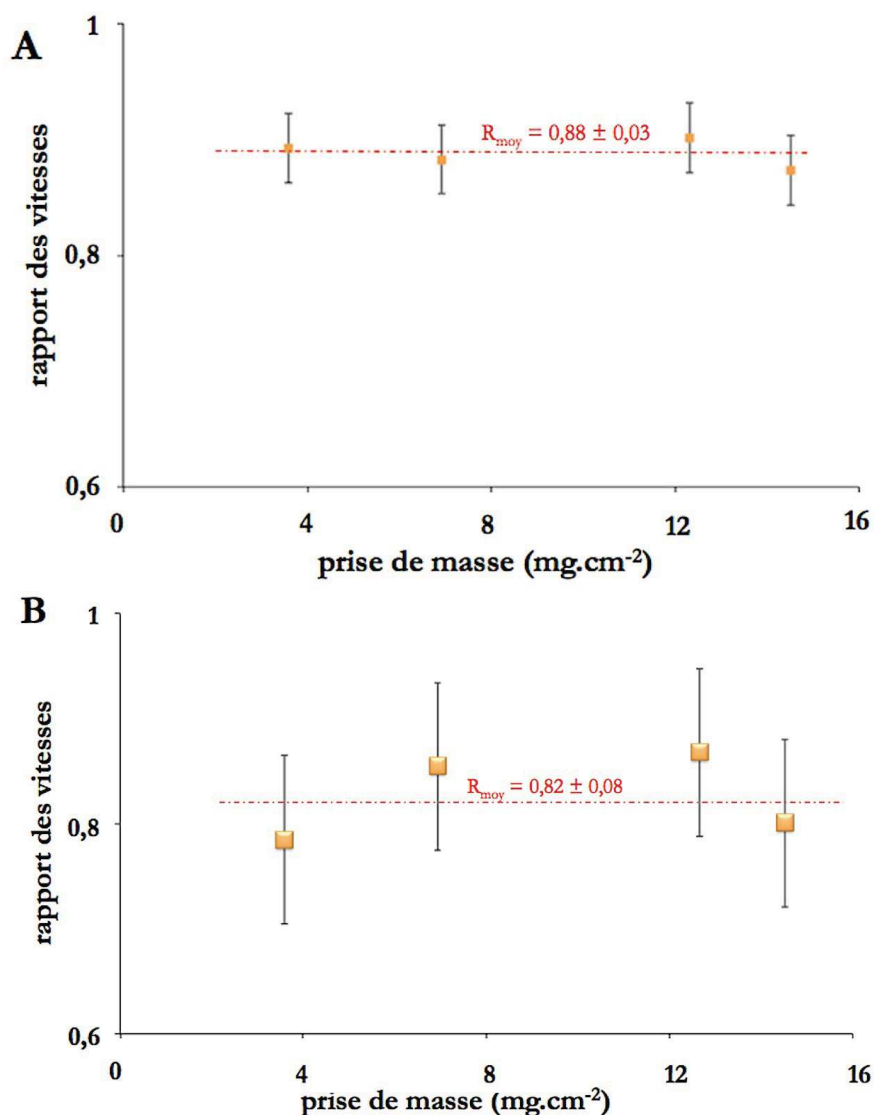 A
1
R_moy = 0,88 ± 0,03
0,8
rapport des vitesses
0,6
0 4 8 12 16
prise de masse (mg.cm-2)
B
1
R_moy = 0,82 ± 0,08
0,8
rapport des vitesses
0,6
0 4 8 12 16
prise de masse (mg.cm-2)